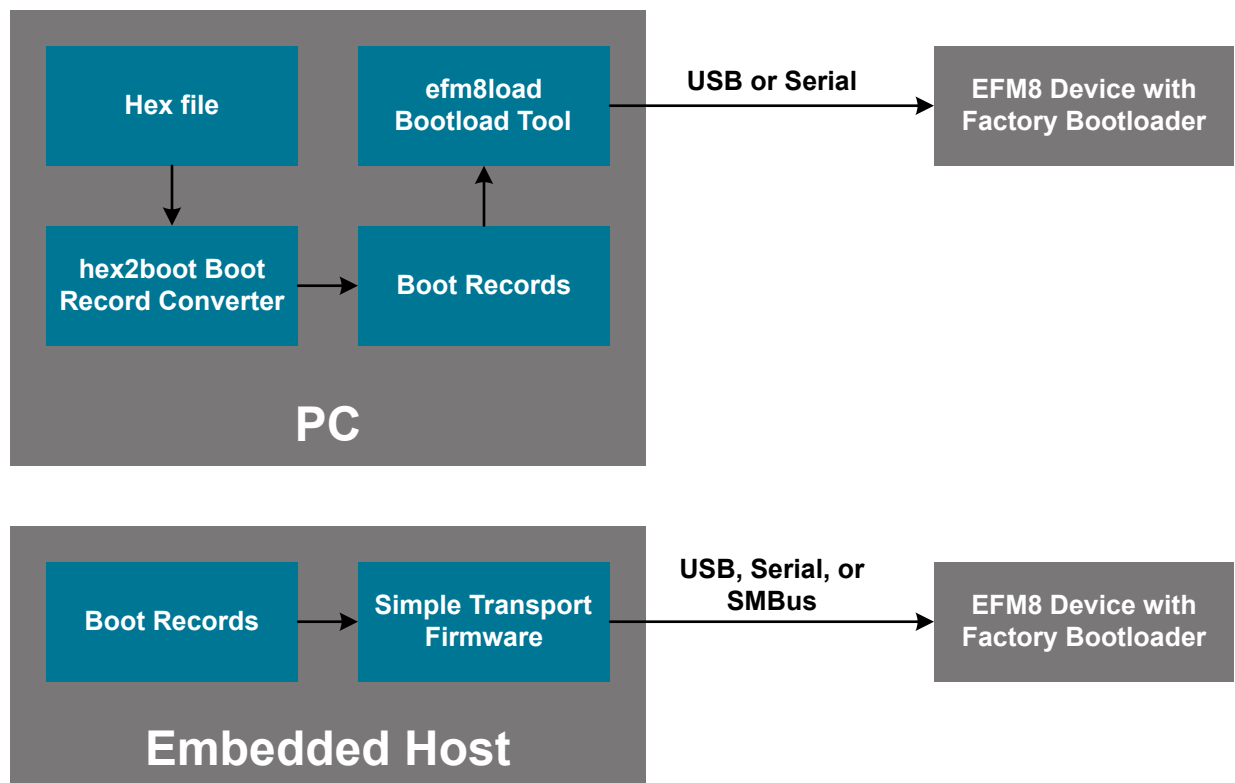 Hex file
efm8load
Bootload Tool
USB or Serial
EFM8 Device with
Factory Bootloader
hex2boot Boot
Record Converter
Boot Records
PC
Boot Records
Simple Transport
Firmware
USB, Serial, or
SMBus
EFM8 Device with
Factory Bootloader
Embedded Host